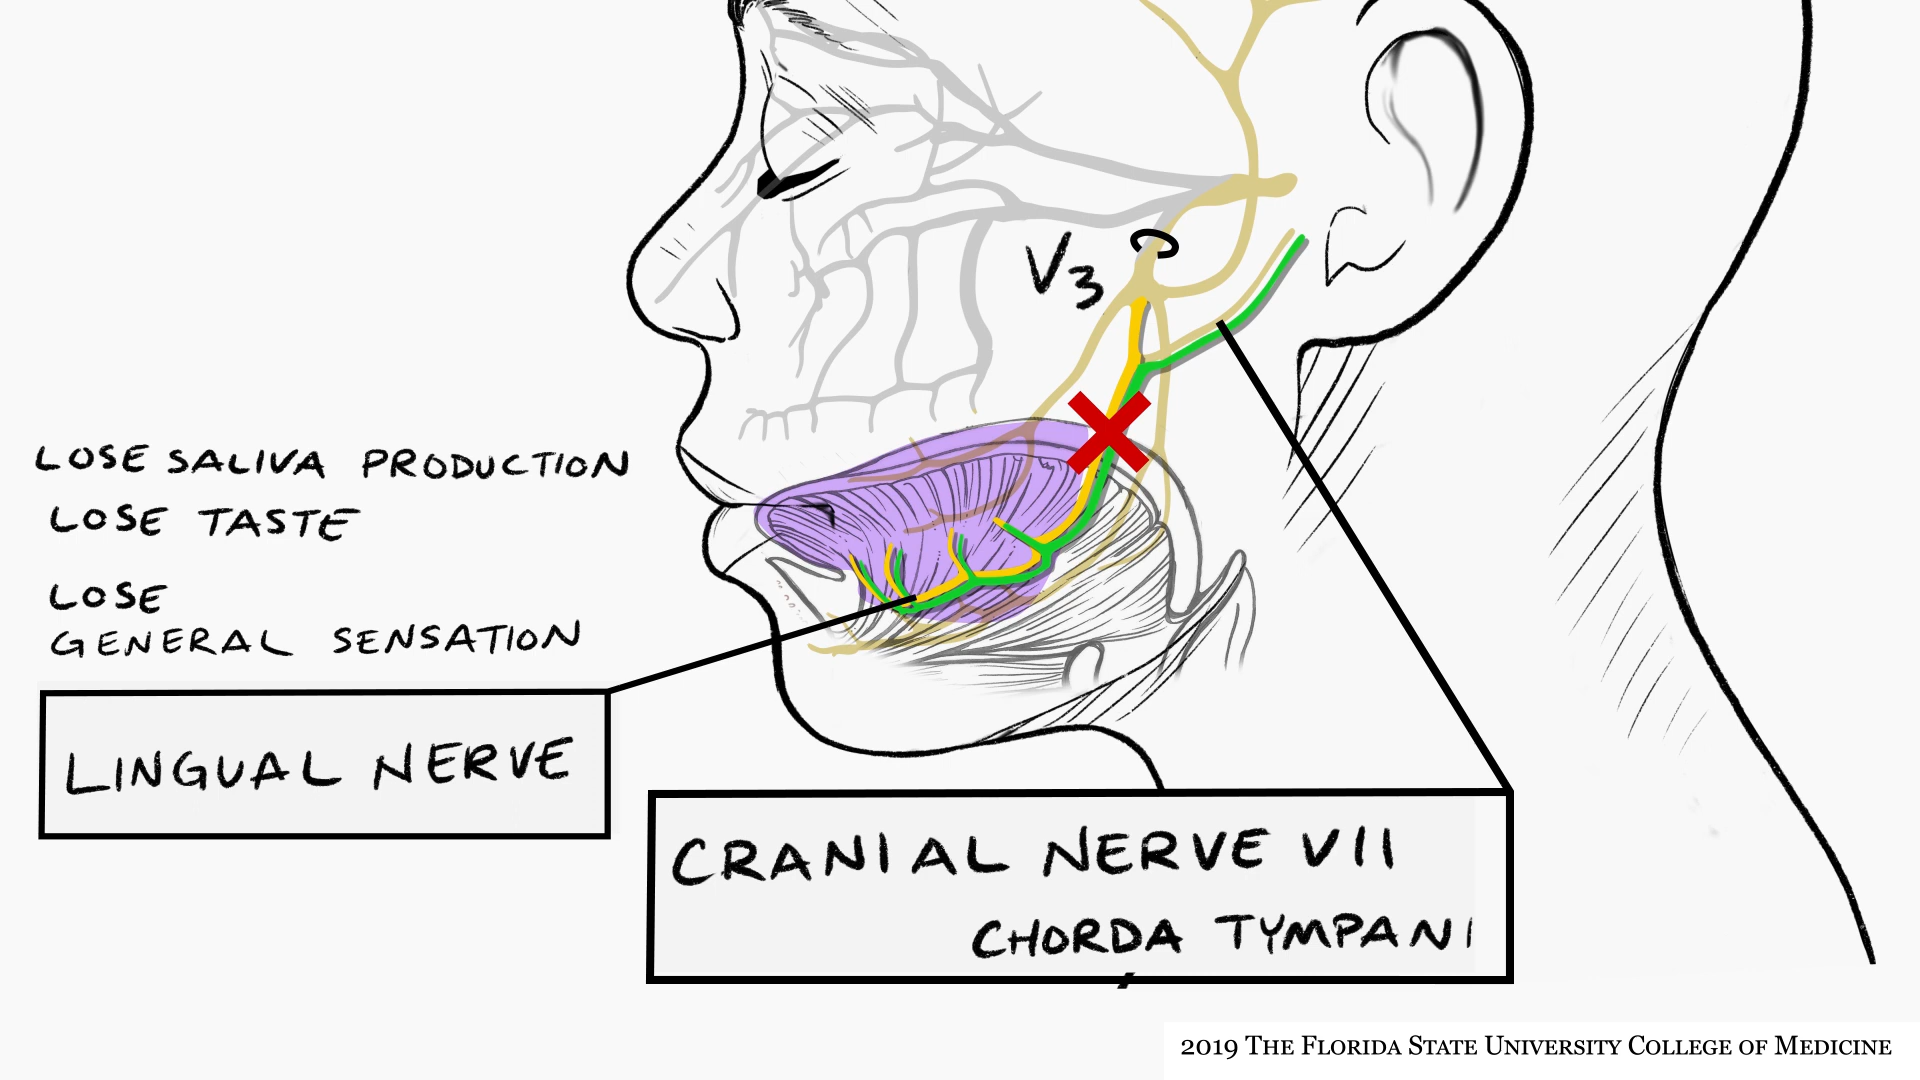 V3
LOSE SALIVA PRODUCTION
LOSE TASTE
LOSE
GENERAL SENSATION
LINGUAL NERVE
CRANIAL NERVE VII
CHORDA TYMPANI
2019 The Florida State University College of Medicine